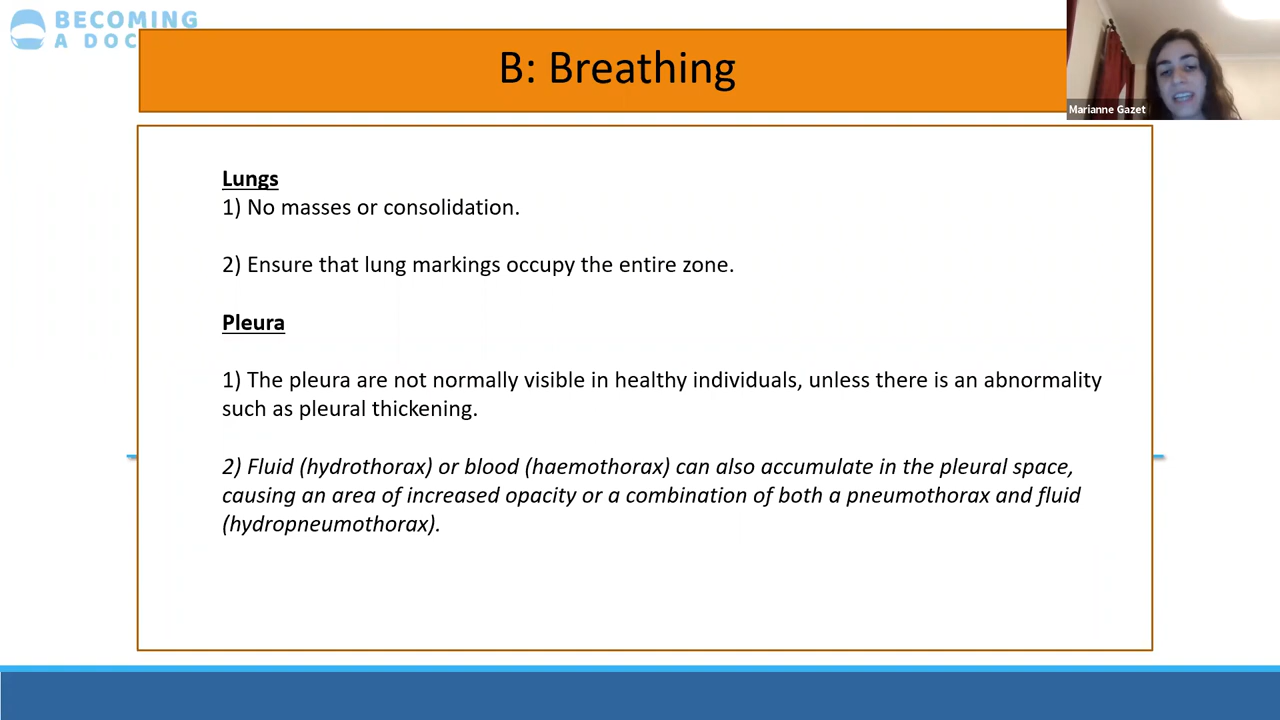 BECOMING
A DOC
B: Breathing
Marianne Gazet
Lungs
1) No masses or consolidation.
2) Ensure that lung markings occupy the entire zone.
Pleura
1) The pleura are not normally visible in healthy individuals, unless there is an abnormality
such as pleural thickening.
2) Fluid (hydrothorax) or blood (haemothorax) can also accumulate in the pleural space,
causing an area of increased opacity or a combination of both a pneumothorax and fluid
(hydropneumothorax).